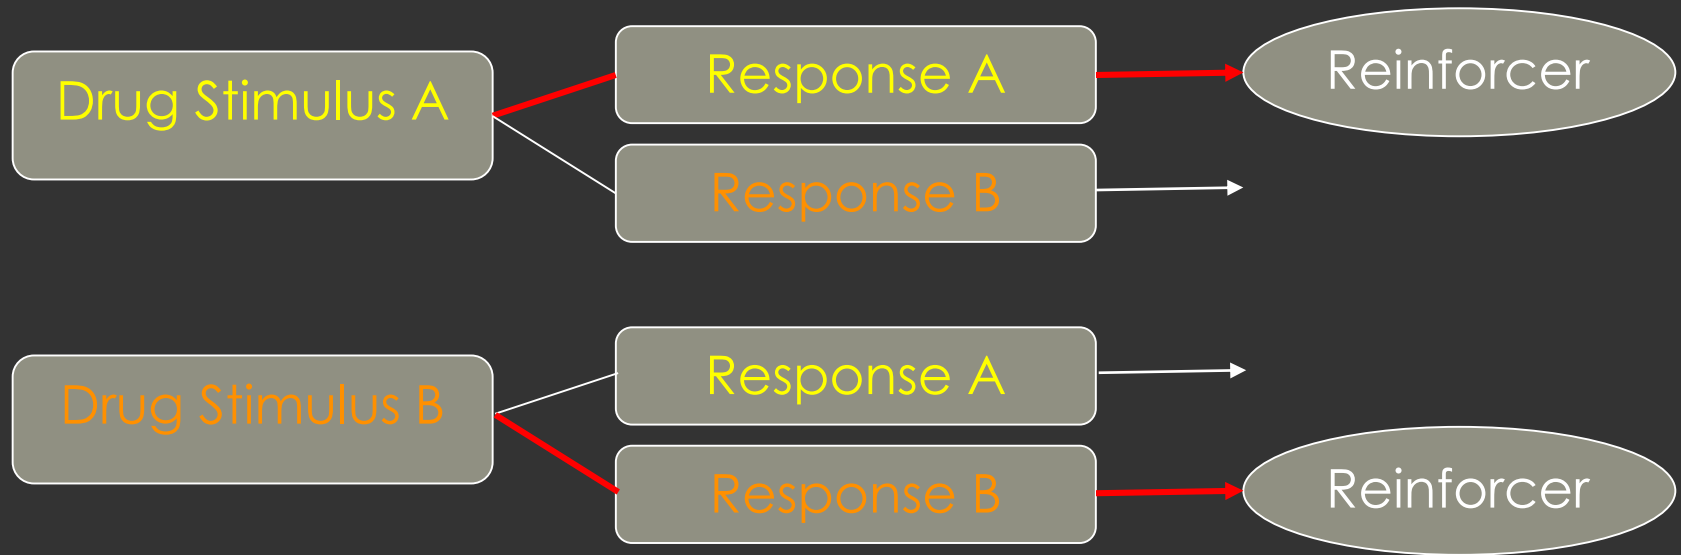 Drug Stimulus A
Response A
Reinforcer
Response B
Drug Stimulus B
Response A
Response B
Reinforcer